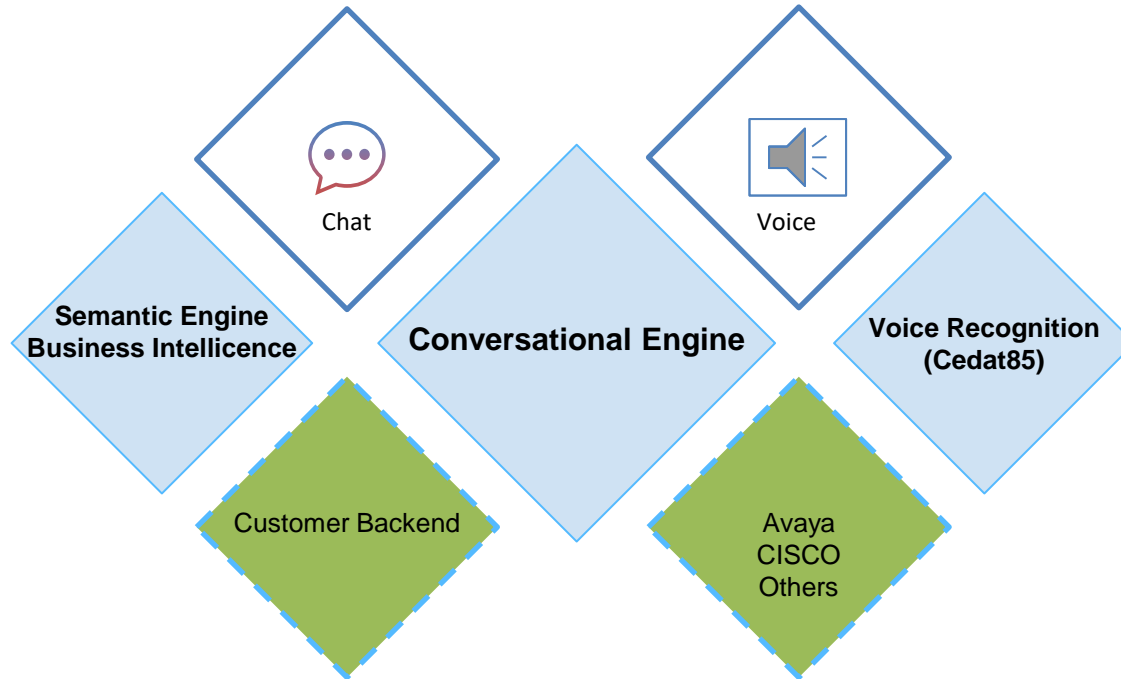 Chat
Voice
Semantic Engine
Business Intellicence
Conversational Engine
Voice Recognition
(Cedat85)
Customer Backend
Avaya
CISCO
Others